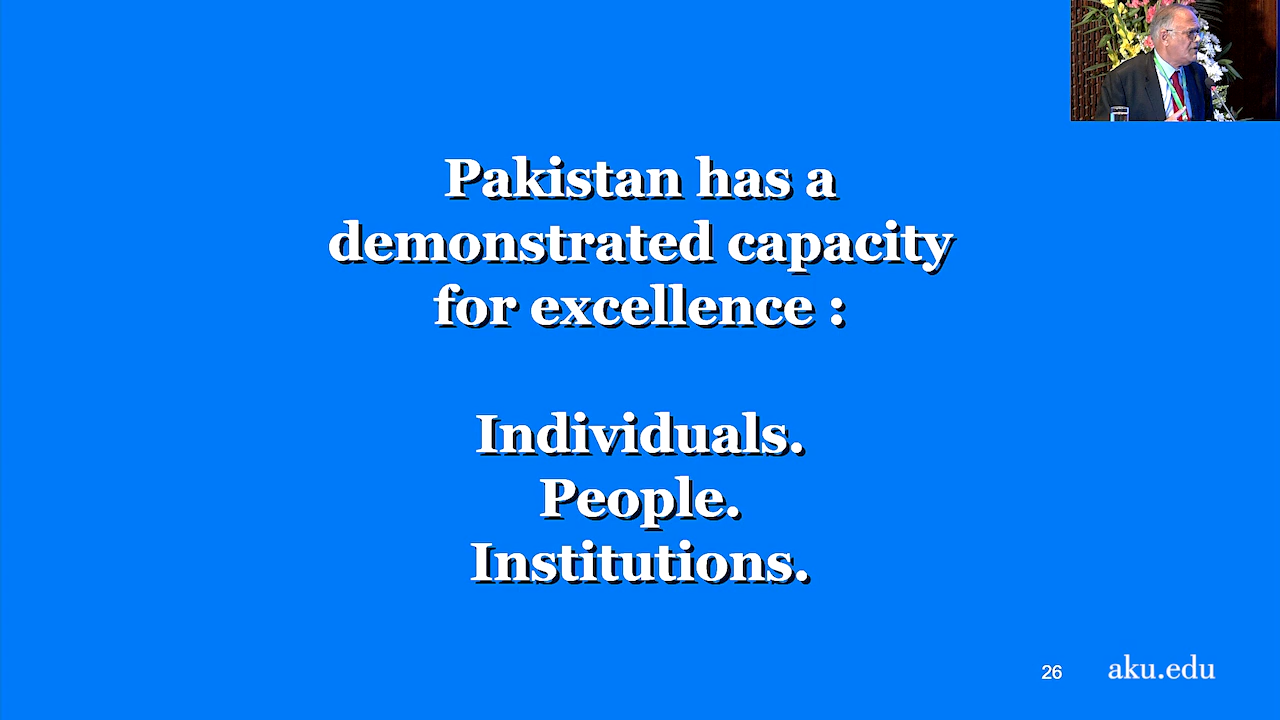 Pakistan has a
demonstrated capacity
for excellence :
Individuals.
People.
Institutions.
26
aku.edu